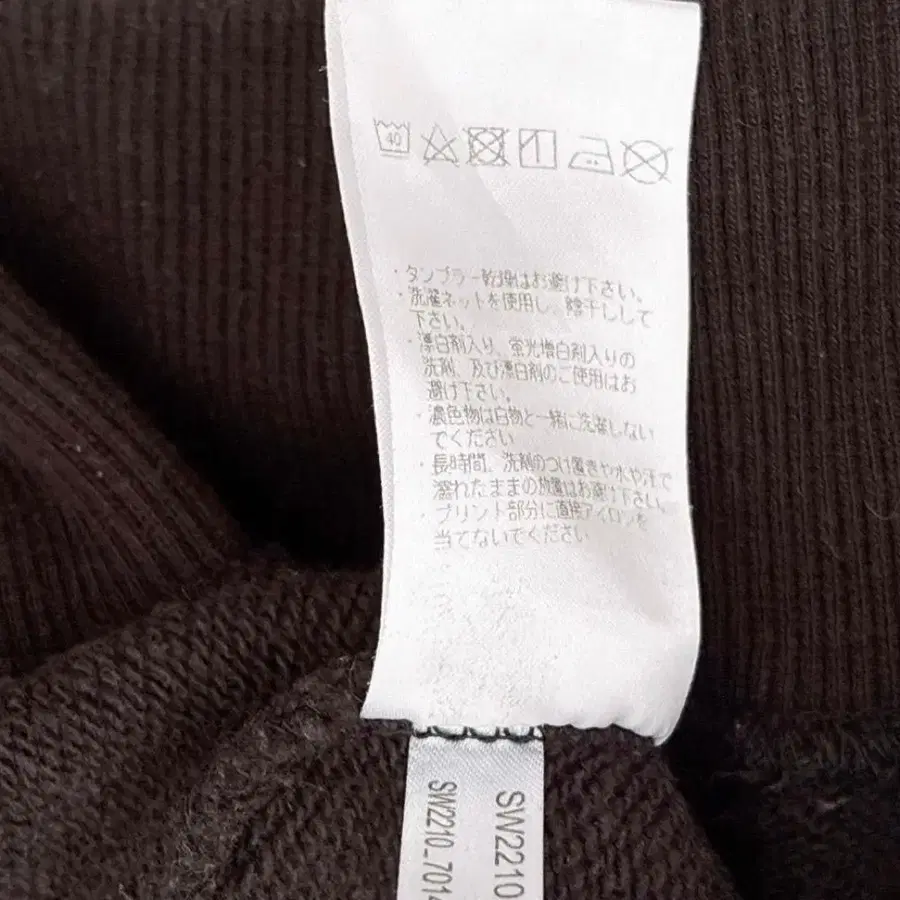 40
・タンブラー乾燥はお避け下さい。
・洗濯ネットを使用し、陰干しして
下さい。
・漂白剤入り、蛍光増白剤入りの
洗剤、及び漂白剤のご使用はお
避け下さい。
・濃色物は白物と一緒に洗濯しない
でください
・長時間、洗剤のつけ置きや水や汗で
濡れたままの放置はお避け下さい。
・プリント部分に直接アイロンを
当てないでください
SW2210
SW2210_7014